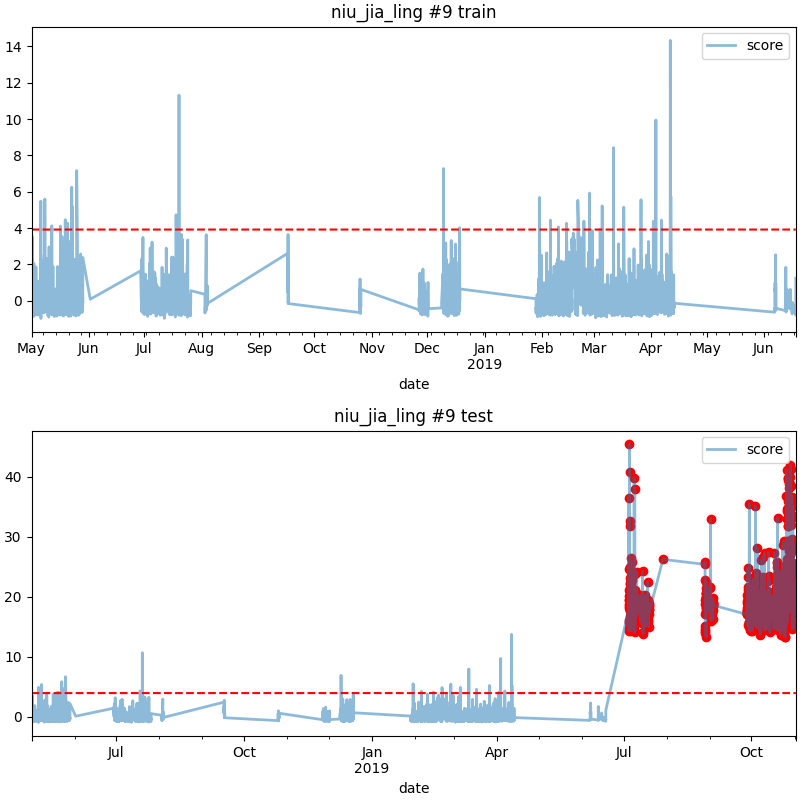 niu_jia_ling #9 train
score
14
12
10
8
6
4
2
0
May Jun Jul Aug Sep Oct Nov Dec Jan Feb Mar Apr May Jun
2019
date
niu_jia_ling #9 test
score
40
30
20
10
0
Jul Oct Jan Apr Jul Oct
2019
date